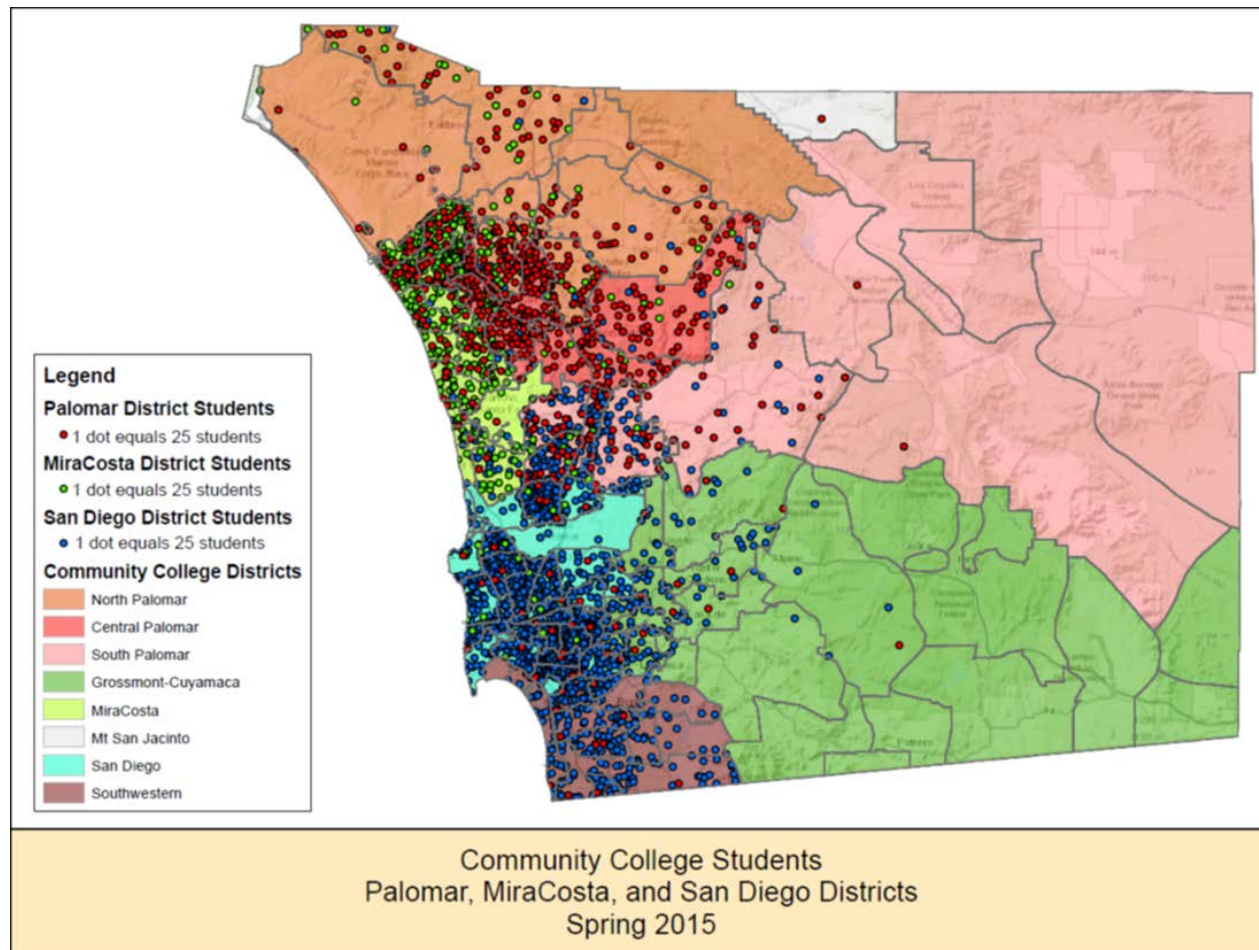 Legend
Palomar District Students
1 dot equals 25 students
MiraCosta District Students
1 dot equals 25 students
San Diego District Students
1 dot equals 25 students
Community College Districts
North Palomar
Central Palomar
South Palomar
Grossmont-Cuyamaca
MiraCosta
Mt San Jacinto
San Diego
Southwestern
Community College Students
Palomar, MiraCosta, and San Diego Districts
Spring 2015